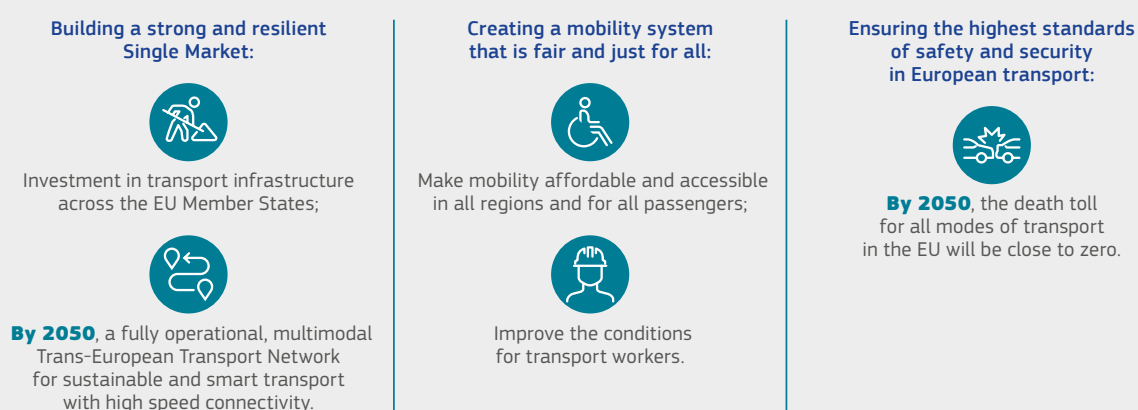 Building a strong and resilient
Single Market:
Investment in transport infrastructure
across the EU Member States;
By 2050, a fully operational, multimodal
Trans-European Transport Network
for sustainable and smart transport
with high speed connectivity.
Creating a mobility system
that is fair and just for all:
Make mobility affordable and accessible
in all regions and for all passengers;
Improve the conditions
for transport workers.
Ensuring the highest standards
of safety and security
in European transport:
By 2050, the death toll
for all modes of transport
in the EU will be close to zero.